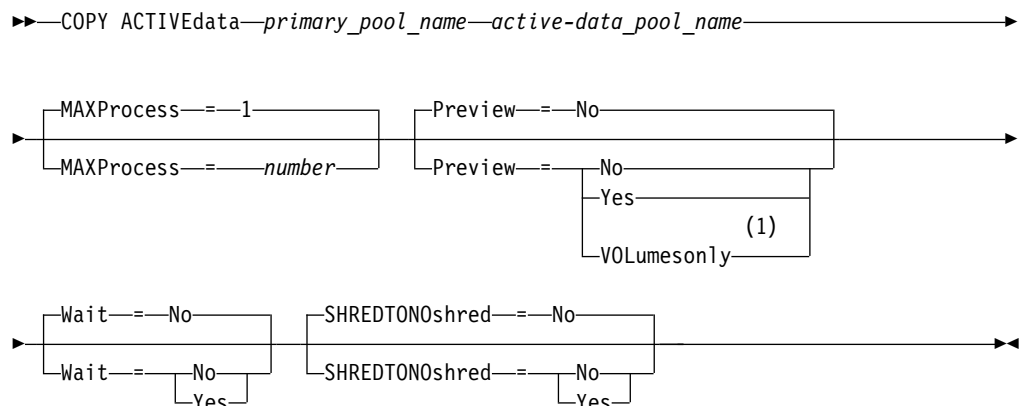 COPY ACTIVEdata primary_pool_name active-data_pool_name
MAXProcess = 1 Preview = No
MAXProcess = number Preview = No
Yes
(1)
VOLumesonly
Wait = No SHREDTONOshred = No
Wait = No SHREDTONOshred = No
Yes Yes